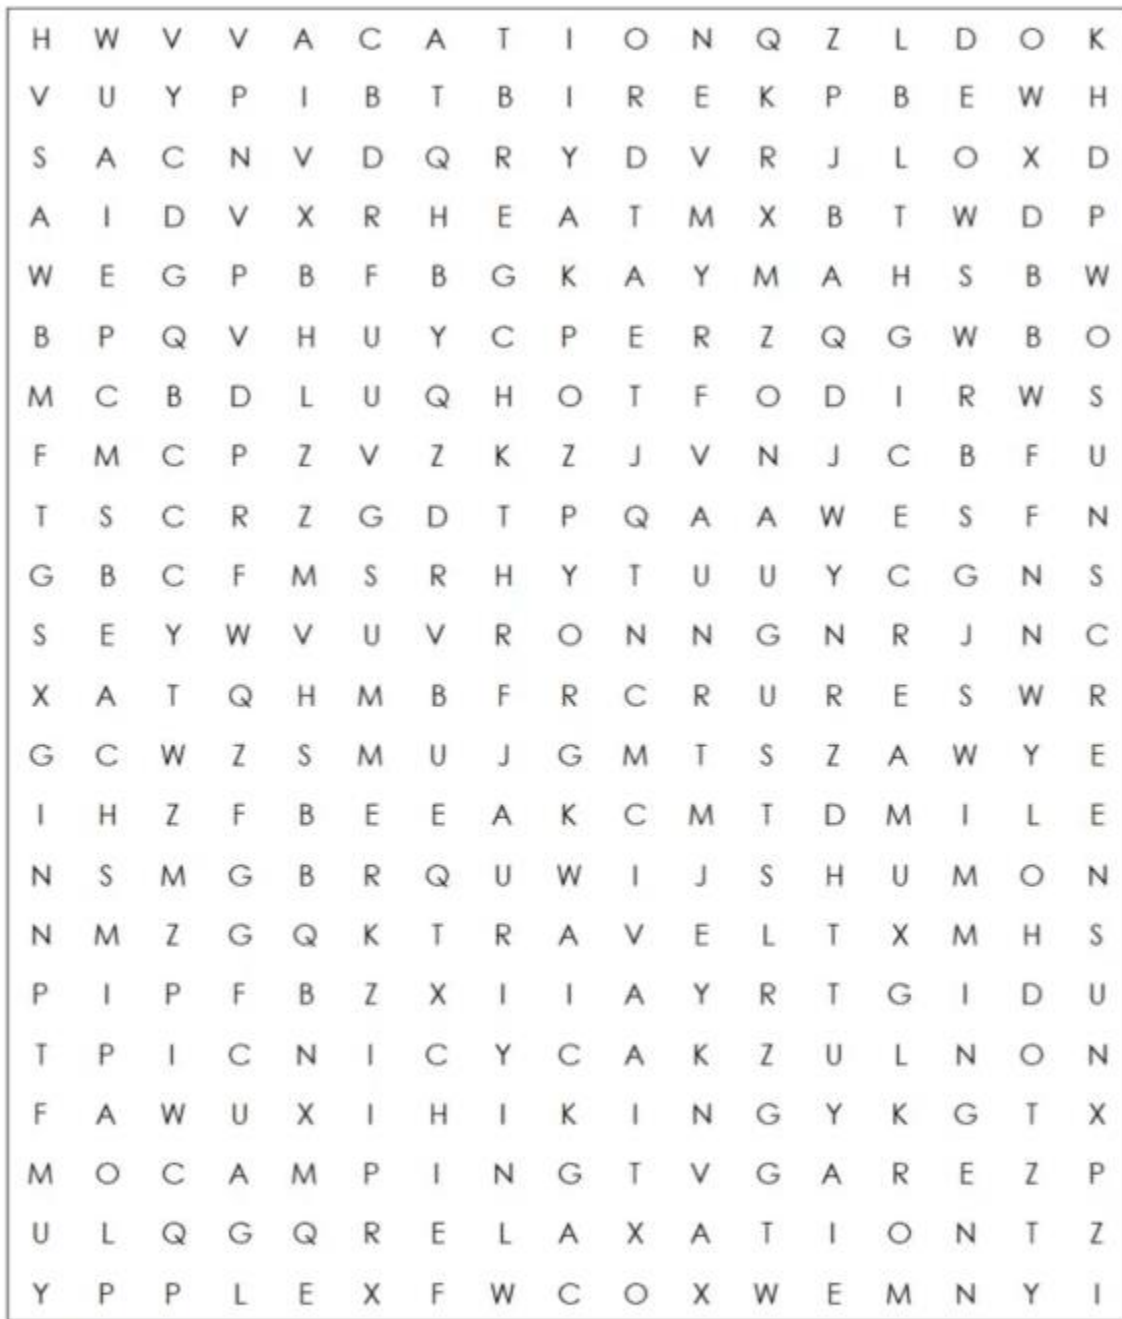 H W V V A C A T I O N Q Z L D O K
V U Y P I B T B I R E K P B E W H
S A C N V D Q R Y D V R J L O X D
A I D V X R H E A T M X B T W D P
W E G P B F B G K A Y M A H S B W
B P Q V H U Y C P E R Z Q G W B O
M C B D L U Q H O T F O D I R W S
F M C P Z V Z K Z J V N J C B F U
T S C R Z G D T P Q A A W E S F N
G B C F M S R H Y T U U Y C G N S
S E Y W V U V R O N N G N R J N C
X A T Q H M B F R C R U R E S W R
G C W Z S M U J G M T S Z A W Y E
I H Z F B E E A K C M T D M I L E
N S M G B R Q U W I J S H U M O N
N M Z G Q K T R A V E L T X M H S
P I P F B Z X I I A Y R T G I D U
T P I C N I C Y C A K Z U L N O N
F A W U X I H I K I N G Y K G T X
M O C A M P I N G T V G A R E Z P
U L Q G Q R E L A X A T I O N T Z
Y P P L E X F W C O X W E M N Y I